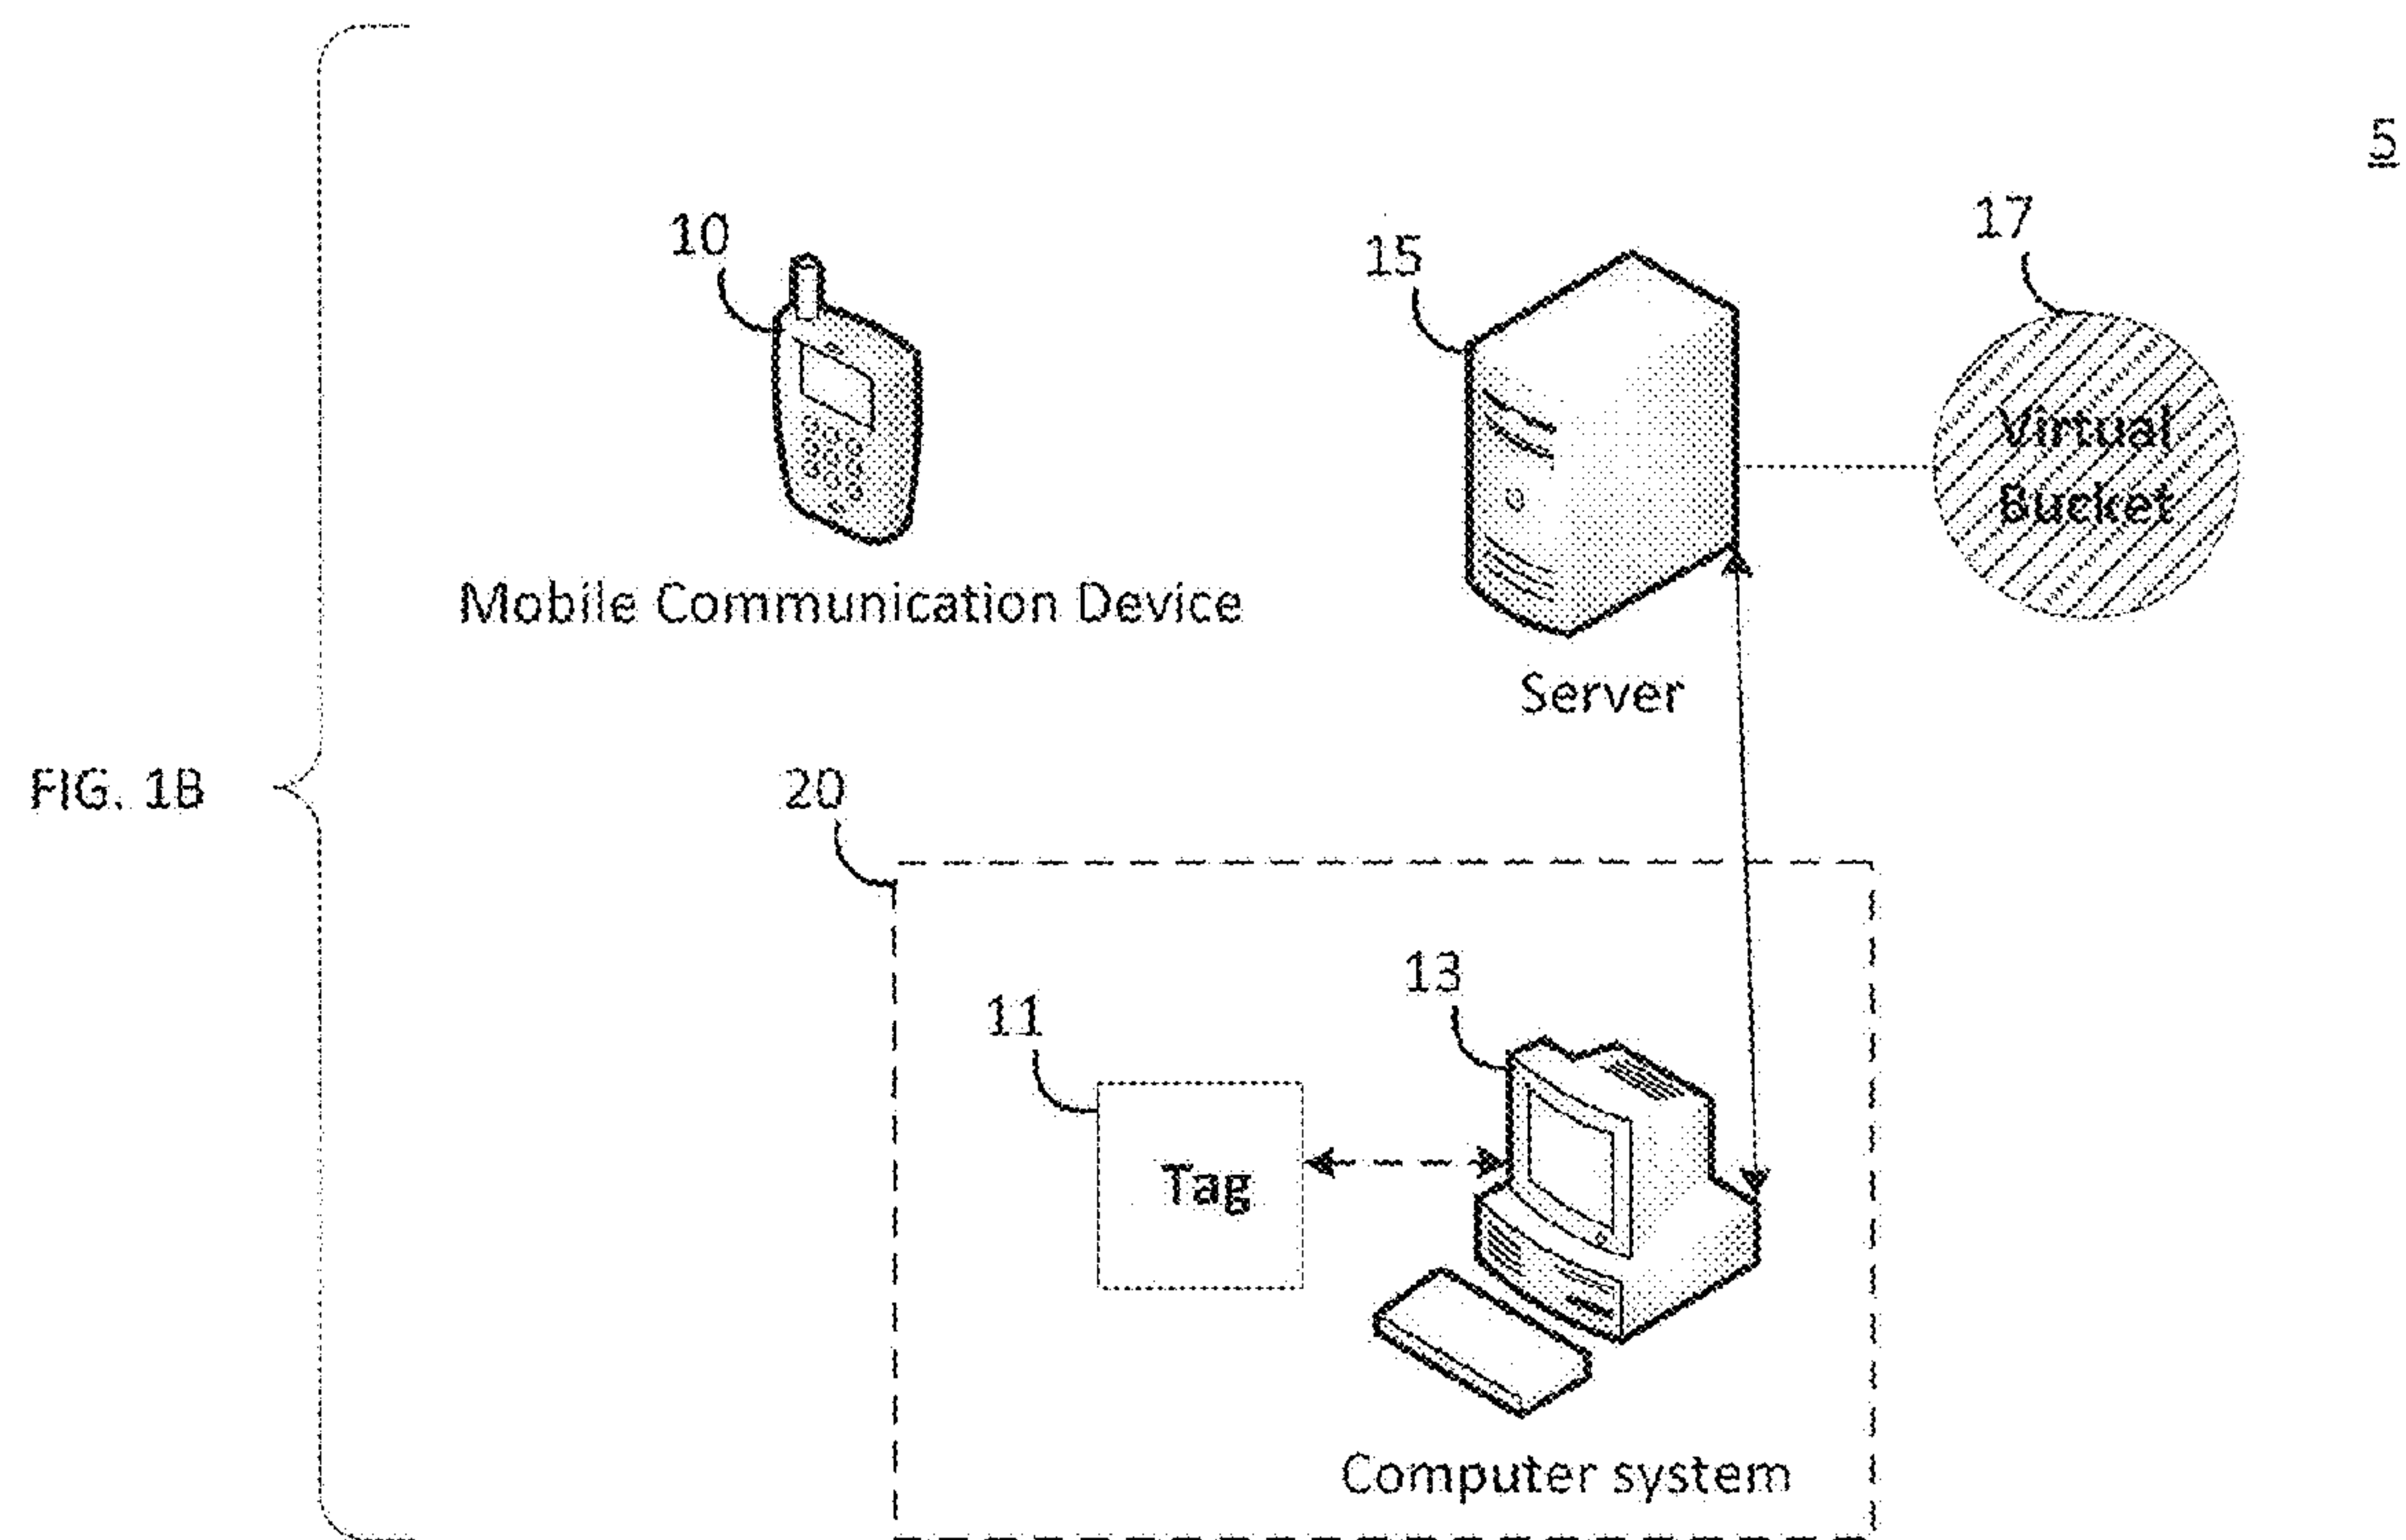 5
17
10
15
Virtual
Bucket
Mobile Communication Device
Server
FIG. 1B
20
13
11
Tag
Computer system